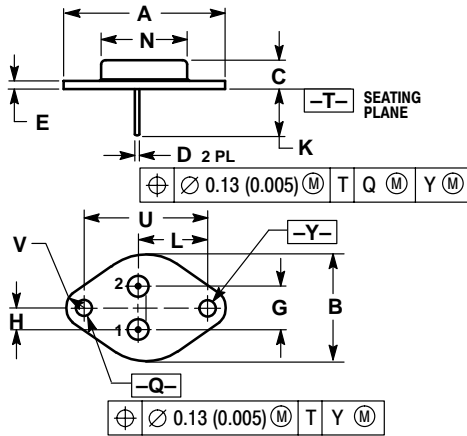 A
N
C
E
–T– SEATING PLANE
K
D 2 PL
⌖ ∅ 0.13 (0.005) Ⓜ T Q Ⓜ Y Ⓜ
U
V
L
–Y–
2
G
B
H
1
–Q–
⌖ ∅ 0.13 (0.005) Ⓜ T Y Ⓜ